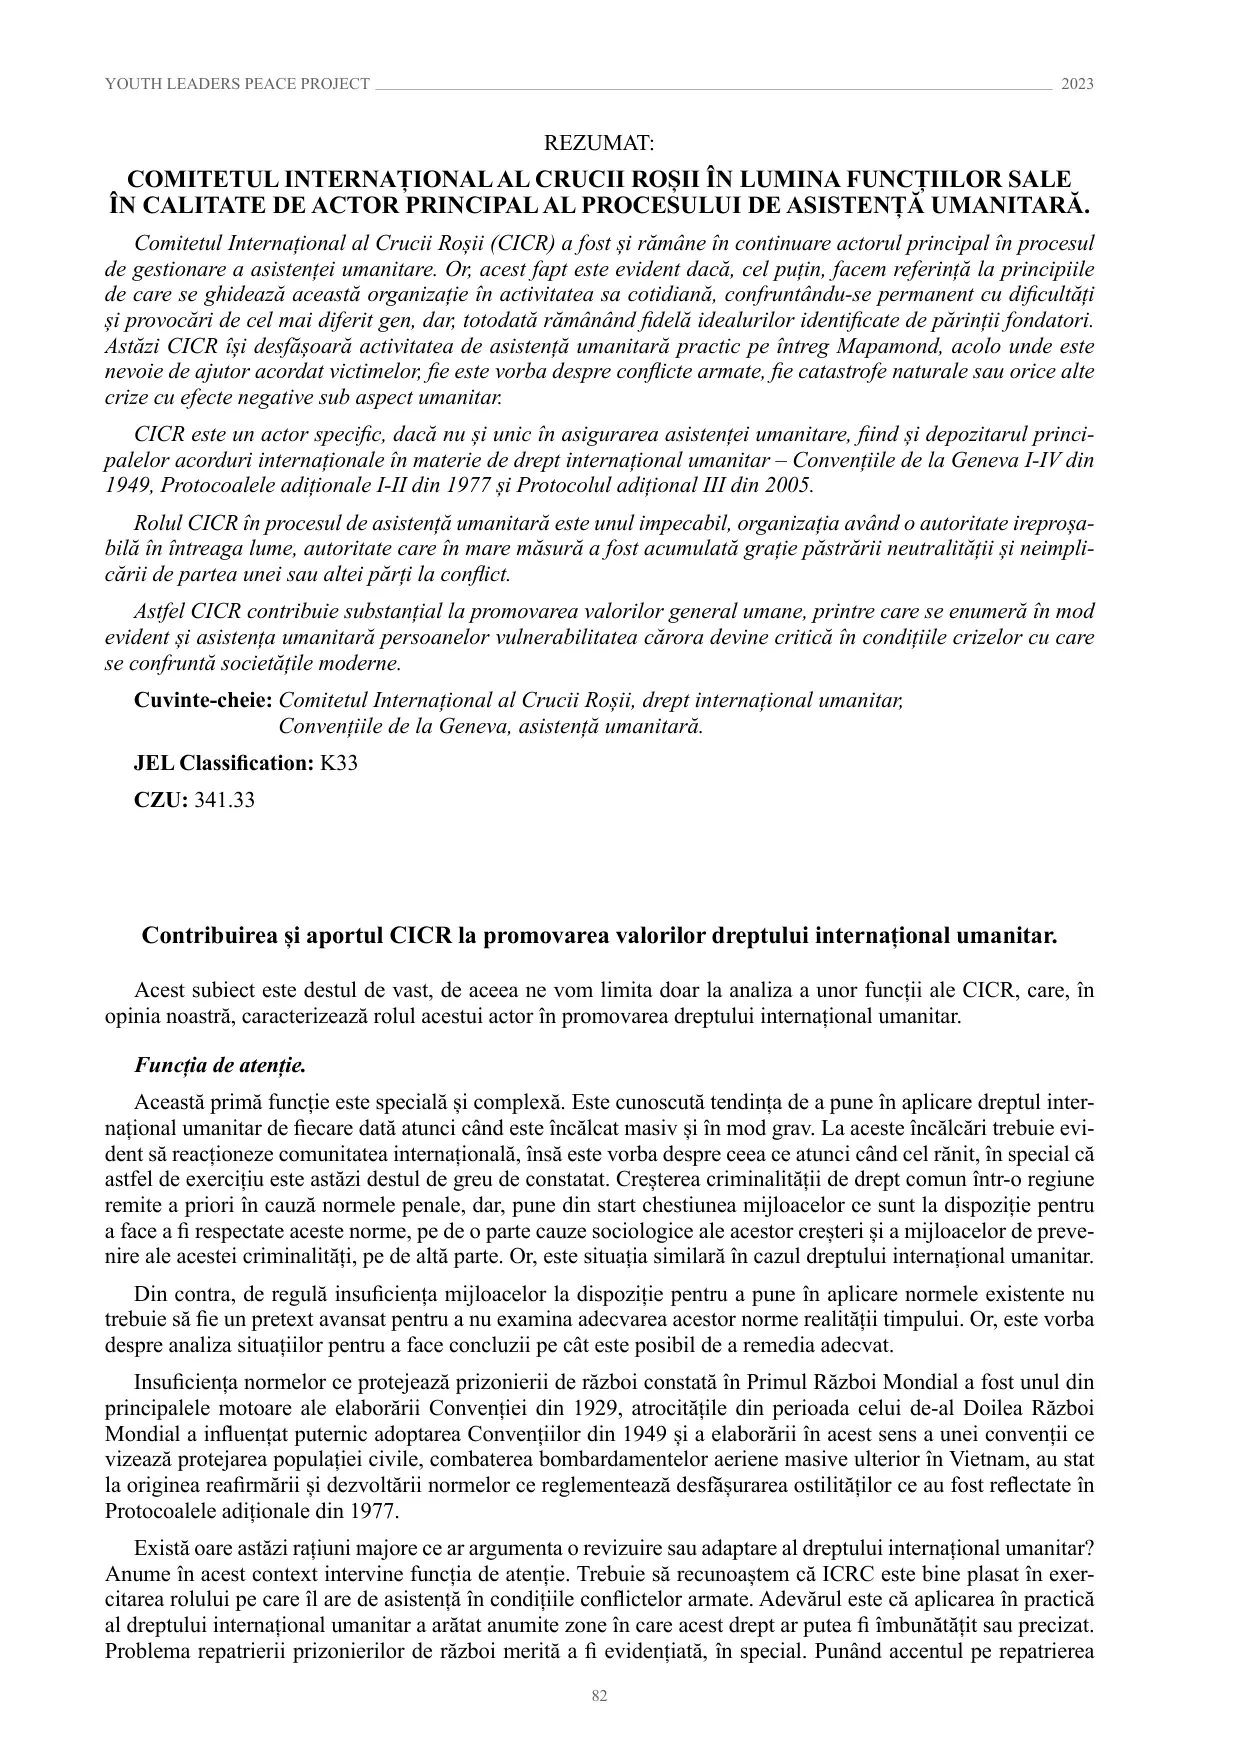 YOUTH LEADERS PEACE PROJECT 2023
REZUMAT:
COMITETUL INTERNAȚIONAL AL CRUCII ROȘII ÎN LUMINA FUNCȚIILOR SALE
ÎN CALITATE DE ACTOR PRINCIPAL AL PROCESULUI DE ASISTENȚĂ UMANITARĂ.
Comitetul Internațional al Crucii Roșii (CICR) a fost și rămâne în continuare actorul principal în procesul
de gestionare a asistenței umanitare. Or, acest fapt este evident dacă, cel puțin, facem referință la principiile
de care se ghidează această organizație în activitatea sa cotidiană, confruntându-se permanent cu dificultăți
și provocări de cel mai diferit gen, dar, totodată rămânând fidelă idealurilor identificate de părinții fondatori.
Astăzi CICR își desfășoară activitatea de asistență umanitară practic pe întreg Mapamond, acolo unde este
nevoie de ajutor acordat victimelor, fie este vorba despre conflicte armate, fie catastrofe naturale sau orice alte
crize cu efecte negative sub aspect umanitar.
CICR este un actor specific, dacă nu și unic în asigurarea asistenței umanitare, fiind și depozitarul princi-
palelor acorduri internaționale în materie de drept internațional umanitar – Convențiile de la Geneva I-IV din
1949, Protocoalele adiționale I-II din 1977 și Protocolul adițional III din 2005.
Rolul CICR în procesul de asistență umanitară este unul impecabil, organizația având o autoritate ireproșa-
bilă în întreaga lume, autoritate care în mare măsură a fost acumulată grație păstrării neutralității și neimpli-
cării de partea unei sau altei părți la conflict.
Astfel CICR contribuie substanțial la promovarea valorilor general umane, printre care se enumeră în mod
evident și asistența umanitară persoanelor vulnerabilitatea cărora devine critică în condițiile crizelor cu care
se confruntă societățile moderne.
Cuvinte-cheie: Comitetul Internațional al Crucii Roșii, drept internațional umanitar,
Convențiile de la Geneva, asistență umanitară.
JEL Classification: K33
CZU: 341.33
Contribuirea și aportul CICR la promovarea valorilor dreptului internațional umanitar.
Acest subiect este destul de vast, de aceea ne vom limita doar la analiza a unor funcții ale CICR, care, în
opinia noastră, caracterizează rolul acestui actor în promovarea dreptului internațional umanitar.
Funcția de atenție.
Această primă funcție este specială și complexă. Este cunoscută tendința de a pune în aplicare dreptul inter-
național umanitar de fiecare dată atunci când este încălcat masiv și în mod grav. La aceste încălcări trebuie evi-
dent să reacționeze comunitatea internațională, însă este vorba despre ceea ce atunci când cel rănit, în special că
astfel de exercițiu este astăzi destul de greu de constatat. Creșterea criminalității de drept comun într-o regiune
remite a priori în cauză normele penale, dar, pune din start chestiunea mijloacelor ce sunt la dispoziție pentru
a face a fi respectate aceste norme, pe de o parte cauze sociologice ale acestor creșteri și a mijloacelor de preve-
nire ale acestei criminalități, pe de altă parte. Or, este situația similară în cazul dreptului internațional umanitar.
Din contra, de regulă insuficiența mijloacelor la dispoziție pentru a pune în aplicare normele existente nu
trebuie să fie un pretext avansat pentru a nu examina adecvarea acestor norme realității timpului. Or, este vorba
despre analiza situațiilor pentru a face concluzii pe cât este posibil de a remedia adecvat.
Insuficiența normelor ce protejează prizonierii de război constată în Primul Război Mondial a fost unul din
principalele motoare ale elaborării Convenției din 1929, atrocitățile din perioada celui de-al Doilea Război
Mondial a influențat puternic adoptarea Convențiilor din 1949 și a elaborării în acest sens a unei convenții ce
vizează protejarea populației civile, combaterea bombardamentelor aeriene masive ulterior în Vietnam, au stat
la originea reafirmării și dezvoltării normelor ce reglementează desfășurarea ostilităților ce au fost reflectate în
Protocoalele adiționale din 1977.
Există oare astăzi rațiuni majore ce ar argumenta o revizuire sau adaptare al dreptului internațional umanitar?
Anume în acest context intervine funcția de atenție. Trebuie să recunoaștem că ICRC este bine plasat în exer-
citarea rolului pe care îl are de asistență în condițiile conflictelor armate. Adevărul este că aplicarea în practică
al dreptului internațional umanitar a arătat anumite zone în care acest drept ar putea fi îmbunătățit sau precizat.
Problema repatrierii prizonierilor de război merită a fi evidențiată, în special. Punând accentul pe repatrierea
82